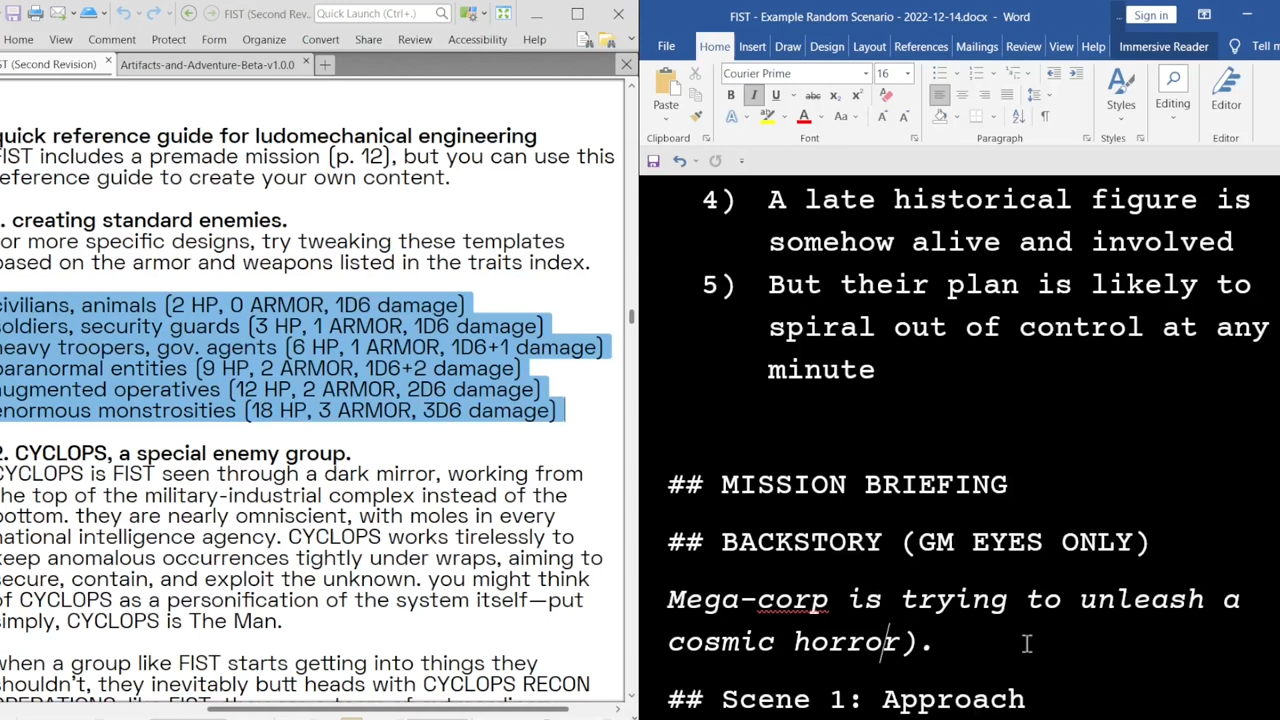 FIST (Second Rev...
Quick Launch (Ctrl+.)
View
Comment
Protect
Form
Organize
Convert
Share
Review
Accessibility
Help
(Second Revision)
Artifacts-and-Adventure-Beta-v1.0.0
quick reference guide for ludomechanical engineering
FIST includes a premade mission (p. 12), but you can use this
reference guide to create your own content.
. creating standard enemies.
or more specific designs, try tweaking these templates
based on the armor and weapons listed in the traits index.
civilians, animals (2 HP, 0 ARMOR, 1D6 damage)
soldiers, security guards (3 HP, 1 ARMOR, 1D6 damage)
heavy troopers, gov. agents (6 HP, 1 ARMOR, 1D6+1 damage)
paranormal entities (9 HP, 2 ARMOR, 1D6+2 damage)
augmented operatives (12 HP, 2 ARMOR, 2D6 damage)
enormous monstrosities (18 HP, 3 ARMOR, 3D6 damage)
2. CYCLOPS, a special enemy group.
CYCLOPS is FIST seen through a dark mirror, working from
the top of the military-industrial complex instead of the
bottom. they are nearly omniscient, with moles in every
national intelligence agency. CYCLOPS works tirelessly to
keep anomalous occurrences tightly under wraps, aiming to
secure, contain, and exploit the unknown. you might think
of CYCLOPS as a personification of the system itself—put
simply, CYCLOPS is The Man.
when a group like FIST starts getting into things they
shouldn't, they inevitably butt heads with CYCLOPS RECON
FIST - Example Random Scenario - 2022-12-14.docx - Word
... Sign in
File Home Insert Draw Design Layout References Mailings Review View Help Immersive Reader Tell
Courier Prime 16
Paste
B I U abc x₂ x²
A A Aa A A
Styles
Editing
Editor
Clipboard Font Paragraph Styles Editor
4) A late historical figure is
somehow alive and involved
5) But their plan is likely to
spiral out of control at any
minute
## MISSION BRIEFING
## BACKSTORY (GM EYES ONLY)
Mega-corp is trying to unleash a
cosmic horror).
## Scene 1: Approach